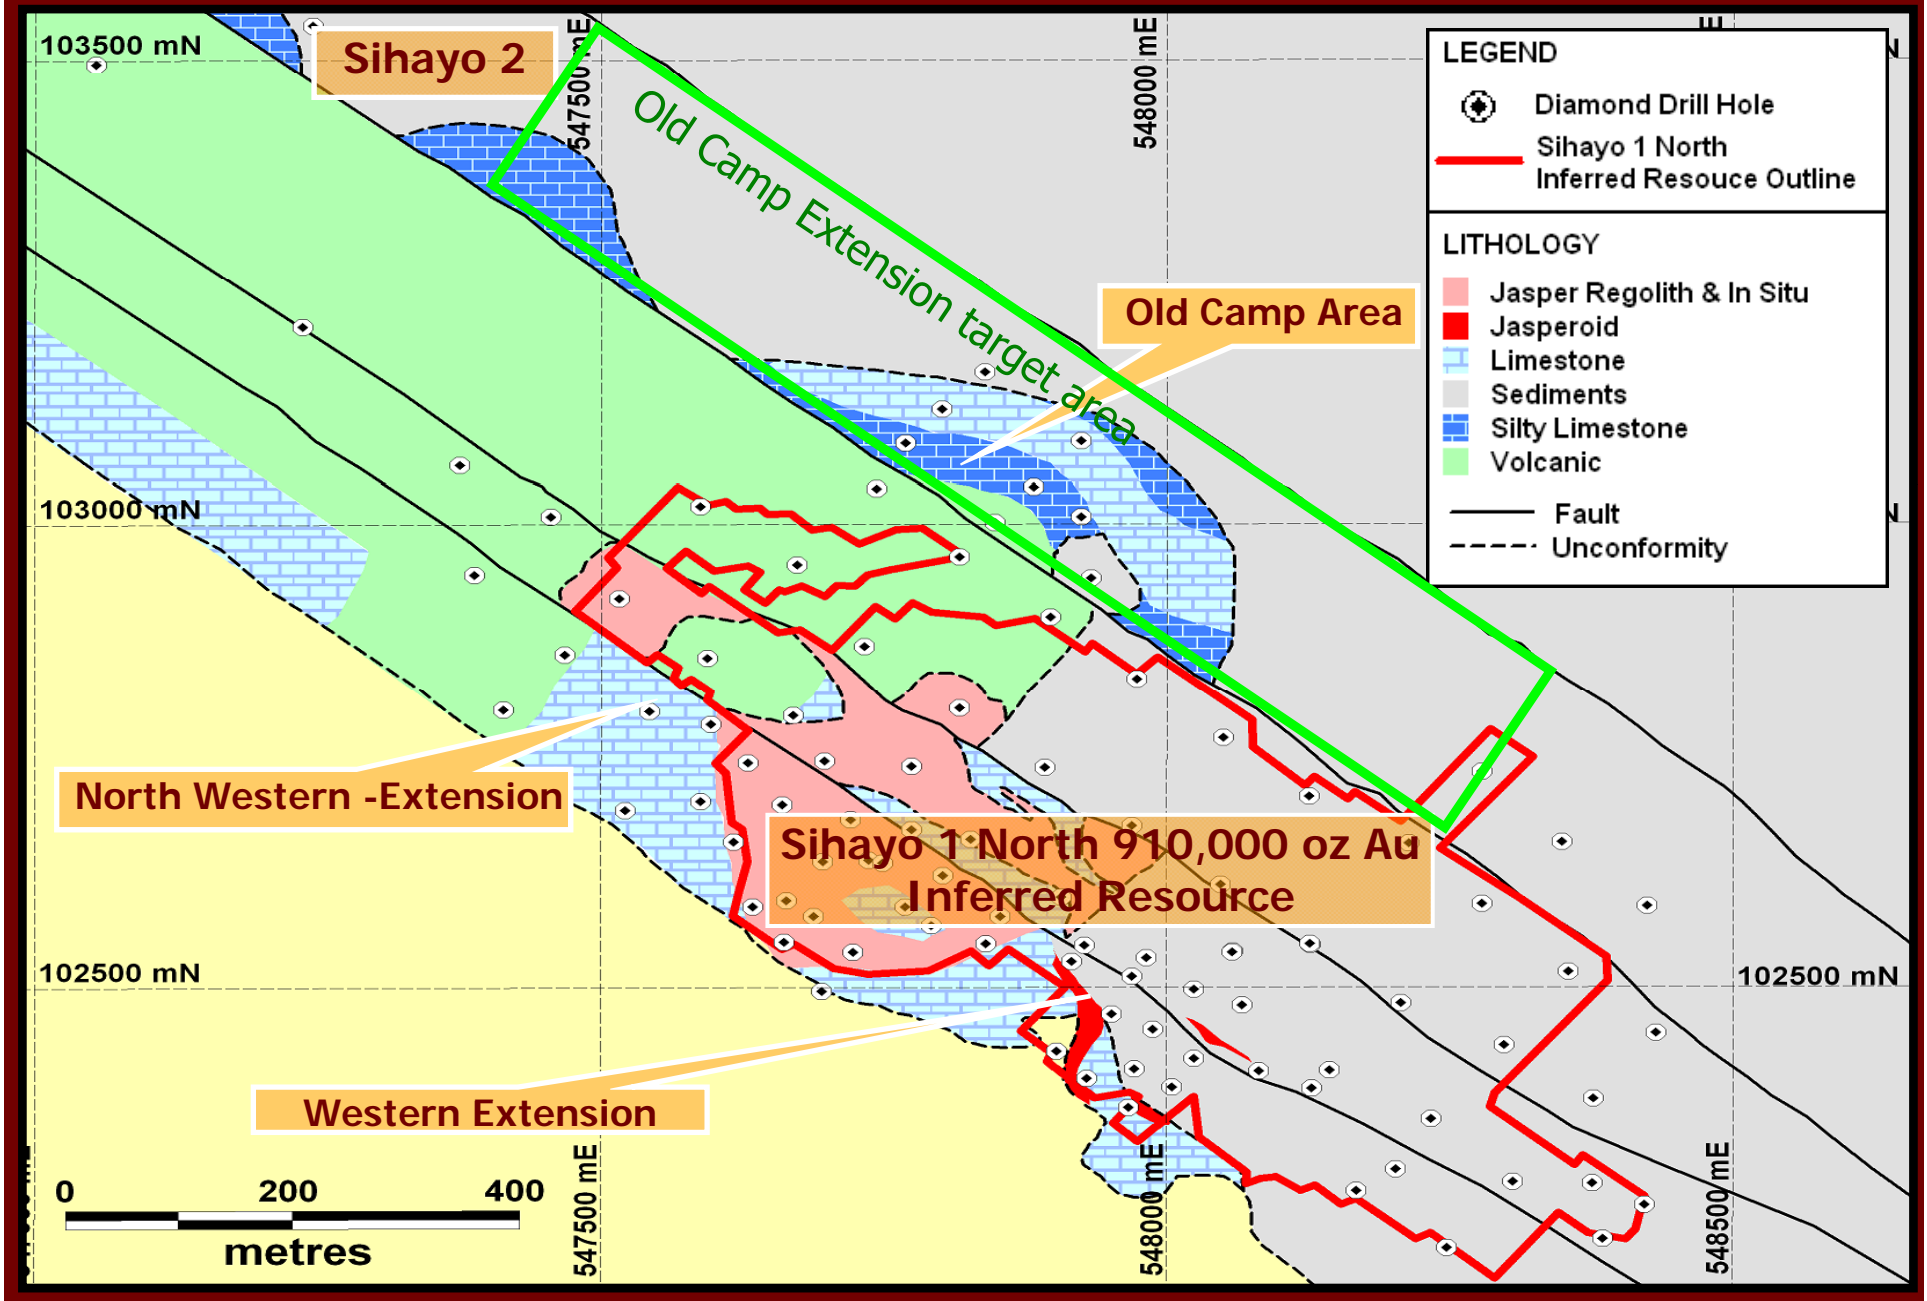 103500 mN
Sihayo 2
547500 mE
548000 mE
E
N
LEGEND
Diamond Drill Hole
Sihayo 1 North
Inferred Resouce Outline
LITHOLOGY
Jasper Regolith & In Situ
Jasperoid
Limestone
Sediments
Silty Limestone
Volcanic
Fault
Unconformity
Old Camp Extension target area
Old Camp Area
103000 mN
N
North Western -Extension
Sihayo 1 North 910,000 oz Au
Inferred Resource
102500 mN
102500 mN
Western Extension
0 200 400
metres
547500 mE
548000 mE
548500 mE